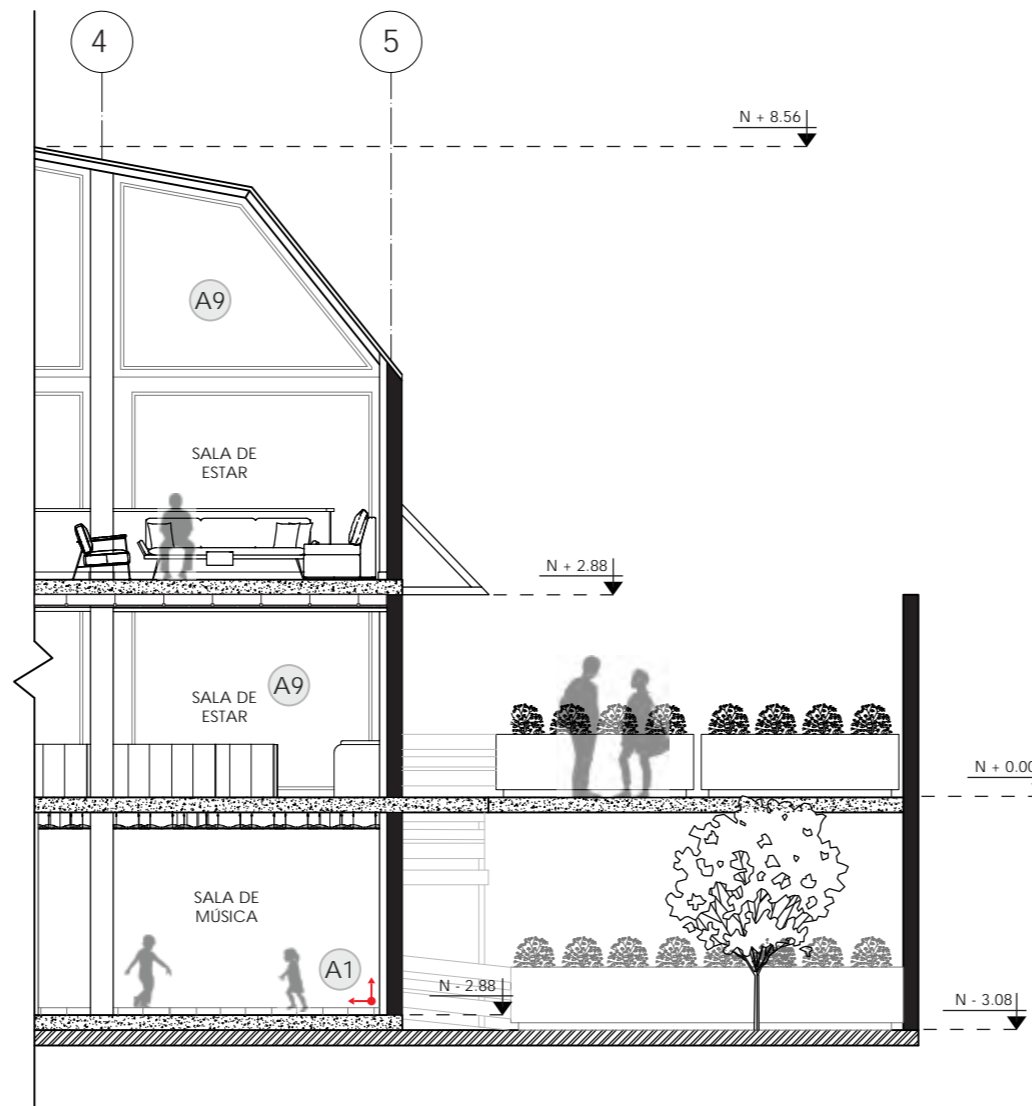 4
5
N + 8.56
A9
SALA DE
ESTAR
N + 2.88
A9
SALA DE
ESTAR
N + 0.00
SALA DE
MÚSICA
A1
N - 2.88
N - 3.08